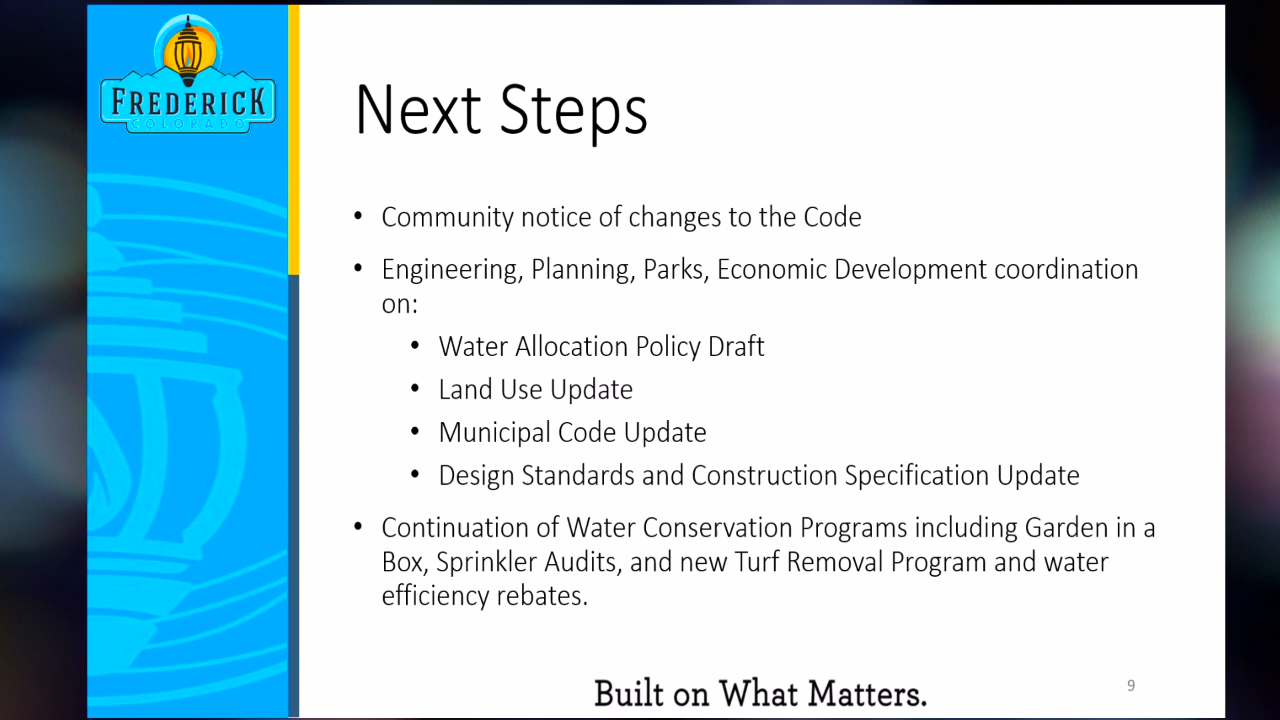 FREDERICK
COLORADO
Next Steps
• Community notice of changes to the Code
• Engineering, Planning, Parks, Economic Development coordination
on:
• Water Allocation Policy Draft
• Land Use Update
• Municipal Code Update
• Design Standards and Construction Specification Update
• Continuation of Water Conservation Programs including Garden in a
Box, Sprinkler Audits, and new Turf Removal Program and water
efficiency rebates.
Built on What Matters.
9